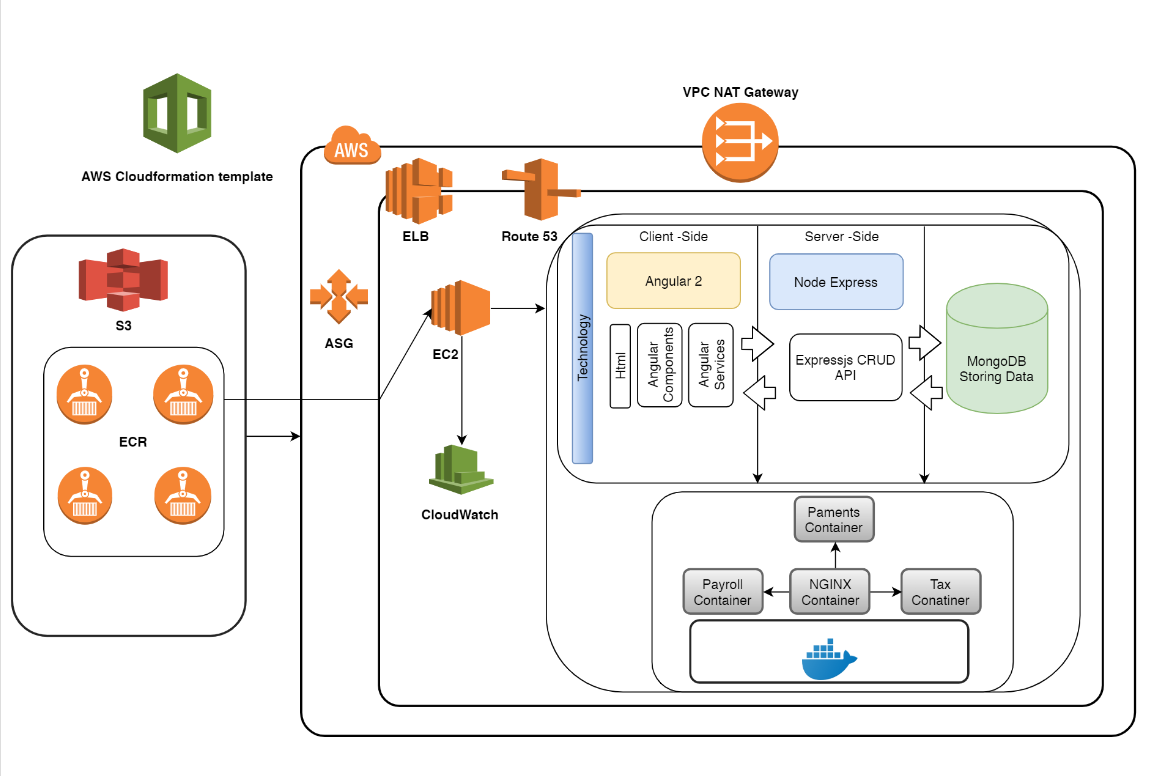 VPC NAT Gateway
AWS
AWS Cloudformation template
ELB
Route 53
Client -Side
Server -Side
Angular 2
Node Express
S3
ASG
EC2
Technology
Html
Angular
Components
Angular
Services
Expressjs CRUD
API
MongoDB
Storing Data
ECR
CloudWatch
Paments
Container
Payroll
Container
NGINX
Container
Tax
Conatiner